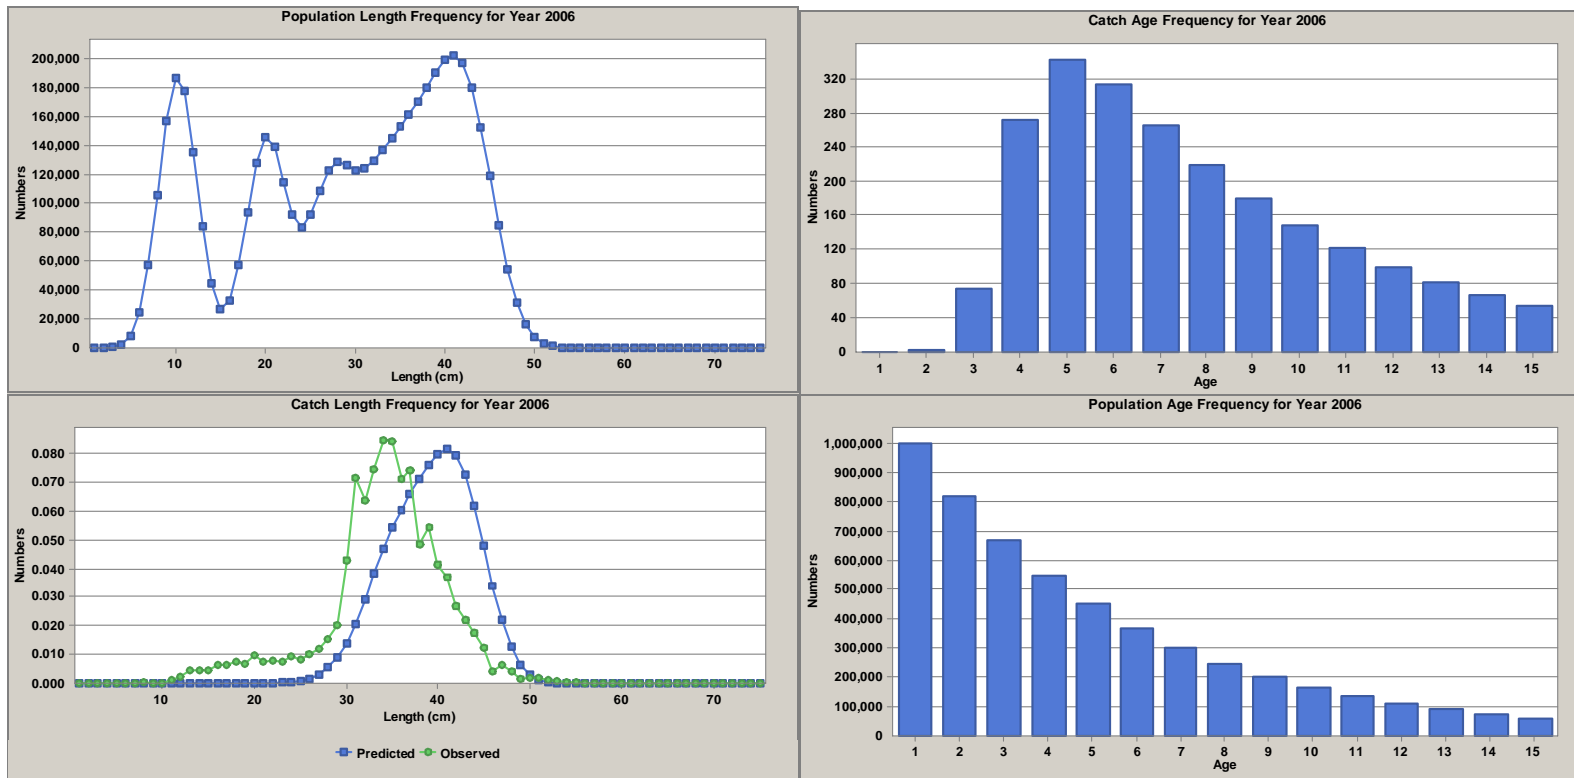 Population Length Frequency for Year 2006
Numbers
200,000
180,000
160,000
140,000
120,000
100,000
80,000
60,000
40,000
20,000
0
10 20 30 40 50 60 70
Length (cm)
Catch Age Frequency for Year 2006
Numbers
320
280
240
200
160
120
80
40
0
1 2 3 4 5 6 7 8 9 10 11 12 13 14 15
Age
Catch Length Frequency for Year 2006
Numbers
0.080
0.070
0.060
0.050
0.040
0.030
0.020
0.010
0.000
10 20 30 40 50 60 70
Length (cm)
Predicted Observed
Population Age Frequency for Year 2006
Numbers
1,000,000
900,000
800,000
700,000
600,000
500,000
400,000
300,000
200,000
100,000
0
1 2 3 4 5 6 7 8 9 10 11 12 13 14 15
Age